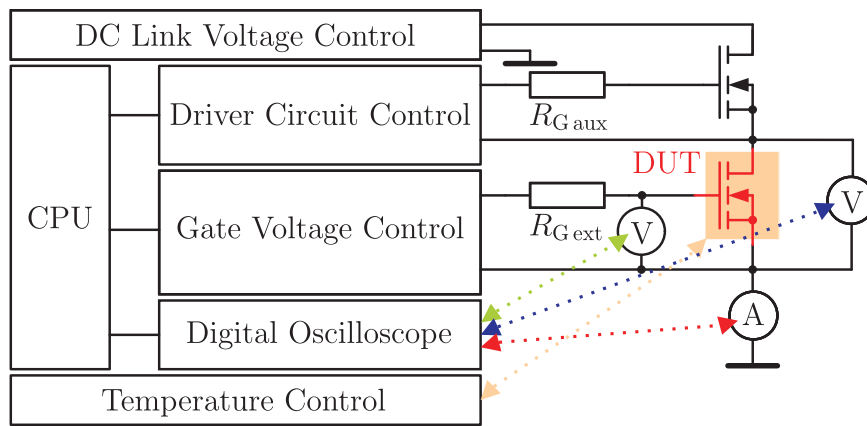 DC Link Voltage Control
Driver Circuit Control
R_G aux
DUT
CPU
Gate Voltage Control
R_G ext
V
V
Digital Oscilloscope
A
Temperature Control